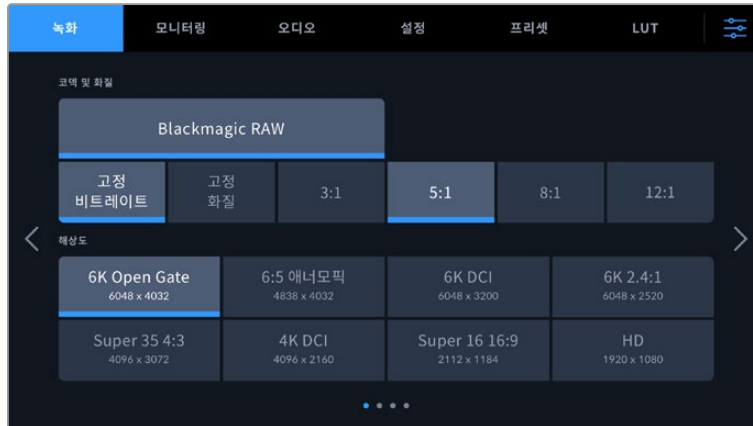 녹화 모니터링 오디오 설정 프리셋 LUT
코덱 및 화질
Blackmagic RAW
고정 비트레이트
고정 화질
3:1
5:1
8:1
12:1
해상도
6K Open Gate
6048 x 4032
6:5 애너모픽
4838 x 4032
6K DCI
6048 x 3200
6K 2.4:1
6048 x 2520
Super 35 4:3
4096 x 3072
4K DCI
4096 x 2160
Super 16 16:9
2112 x 1184
HD
1920 x 1080